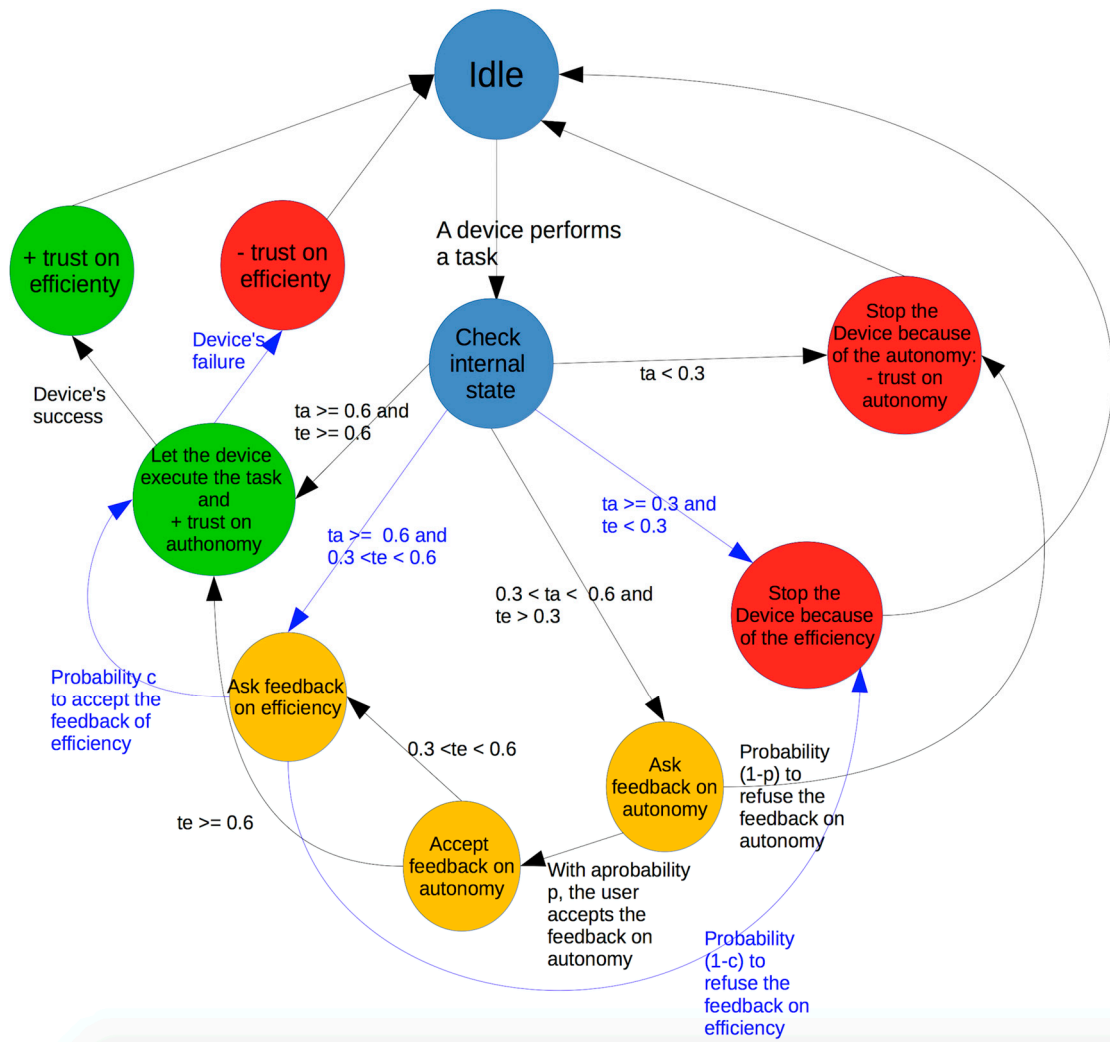 Idle
A device performs
a task
+ trust on
efficienty
- trust on
efficienty
Device's
failure
Device's
success
Check
internal
state
ta < 0.3
Stop the
Device because
of the autonomy:
- trust on
autonomy
ta >= 0.6 and
te >= 0.6
Let the device
execute the task
and
+ trust on
authonomy
ta >= 0.6 and
0.3 <te < 0.6
ta >= 0.3 and
te < 0.3
0.3 < ta < 0.6 and
te > 0.3
Stop the
Device because
of the efficiency
Probability c
to accept the
feedback of
efficiency
Ask feedback
on efficiency
0.3 <te < 0.6
Ask
feedback on
autonomy
Probability
(1-p) to
refuse the
feedback on
autonomy
te >= 0.6
Accept
feedback on
autonomy
With aprobability
p, the user
accepts the
feedback on
autonomy
Probability
(1-c) to
refuse the
feedback on
efficiency